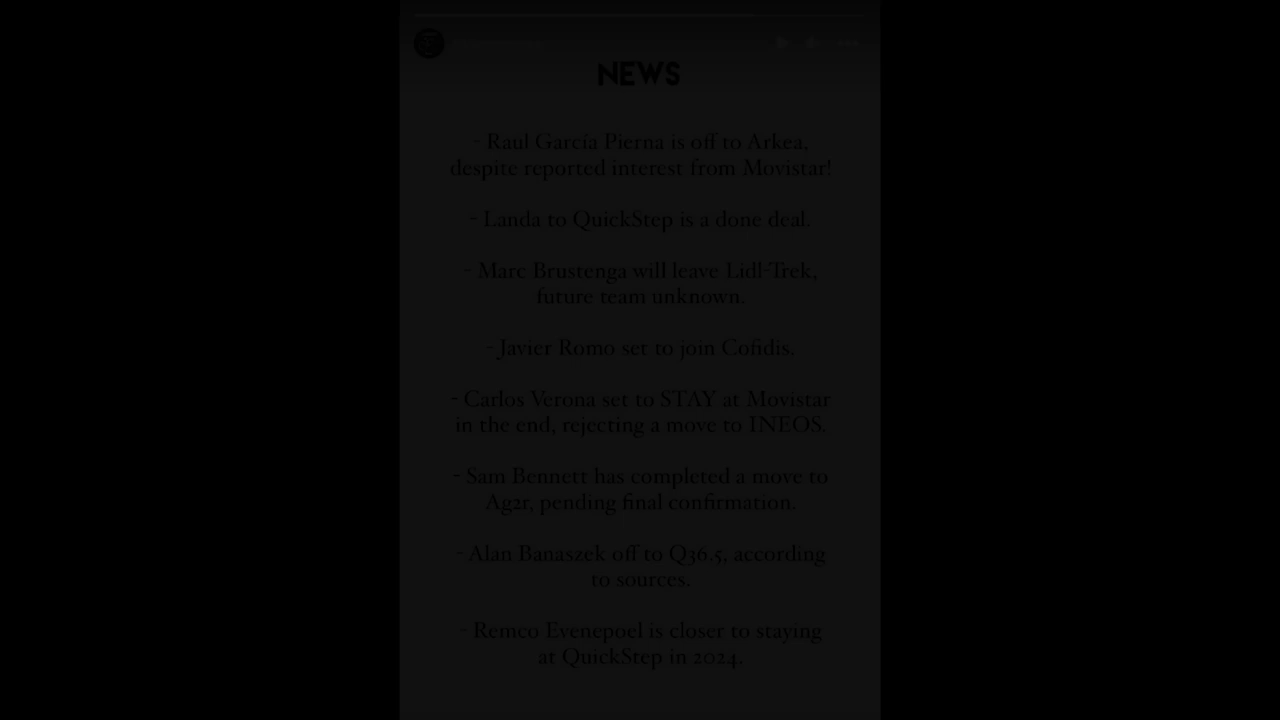 NEWS
- Raul García Pierna is off to Arkea,
despite reported interest from Movistar!
- Landa to QuickStep is a done deal.
- Marc Brustenga will leave Lidl-Trek,
future team unknown.
- Javier Romo set to join Cofidis.
- Carlos Verona set to STAY at Movistar
in the end, rejecting a move to INEOS.
- Sam Bennett has completed a move to
Ag2r, pending final confirmation.
- Alan Banaszek off to Q36.5, according
to sources.
- Remco Evenepoel is closer to staying
at QuickStep in 2024.